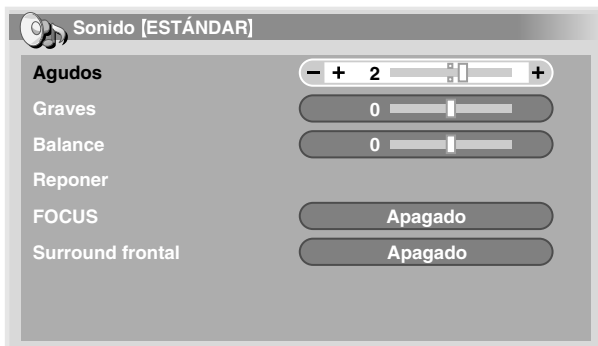 Sonido [ESTÁNDAR]
Agudos − + 2 +
Graves 0
Balance 0
Reponer
FOCUS Apagado
Surround frontal Apagado